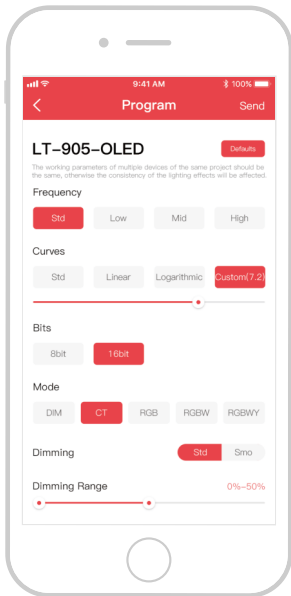 9:41 AM
100%
Program
Send
LT-905-OLED
Defaults
The working parameters of multiple devices of the same project should be
the same, otherwise the consistency of the lighting effects will be affected.
Frequency
Std Low Mid High
Curves
Std Linear Logarithmic Custom(7.2)
Bits
8bit 16bit
Mode
DIM CT RGB RGBW RGBWY
Dimming
Std Smo
Dimming Range
0%~50%